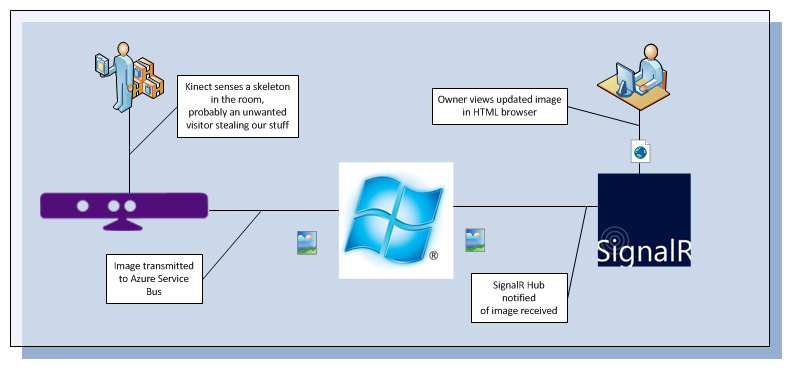 Kinect senses a skeleton
in the room,
probably an unwanted
visitor stealing our stuff
Owner views updated image
in HTML browser
®
SignalR
Image transmitted
to Azure Service
Bus
SignalR Hub
notified
of image received